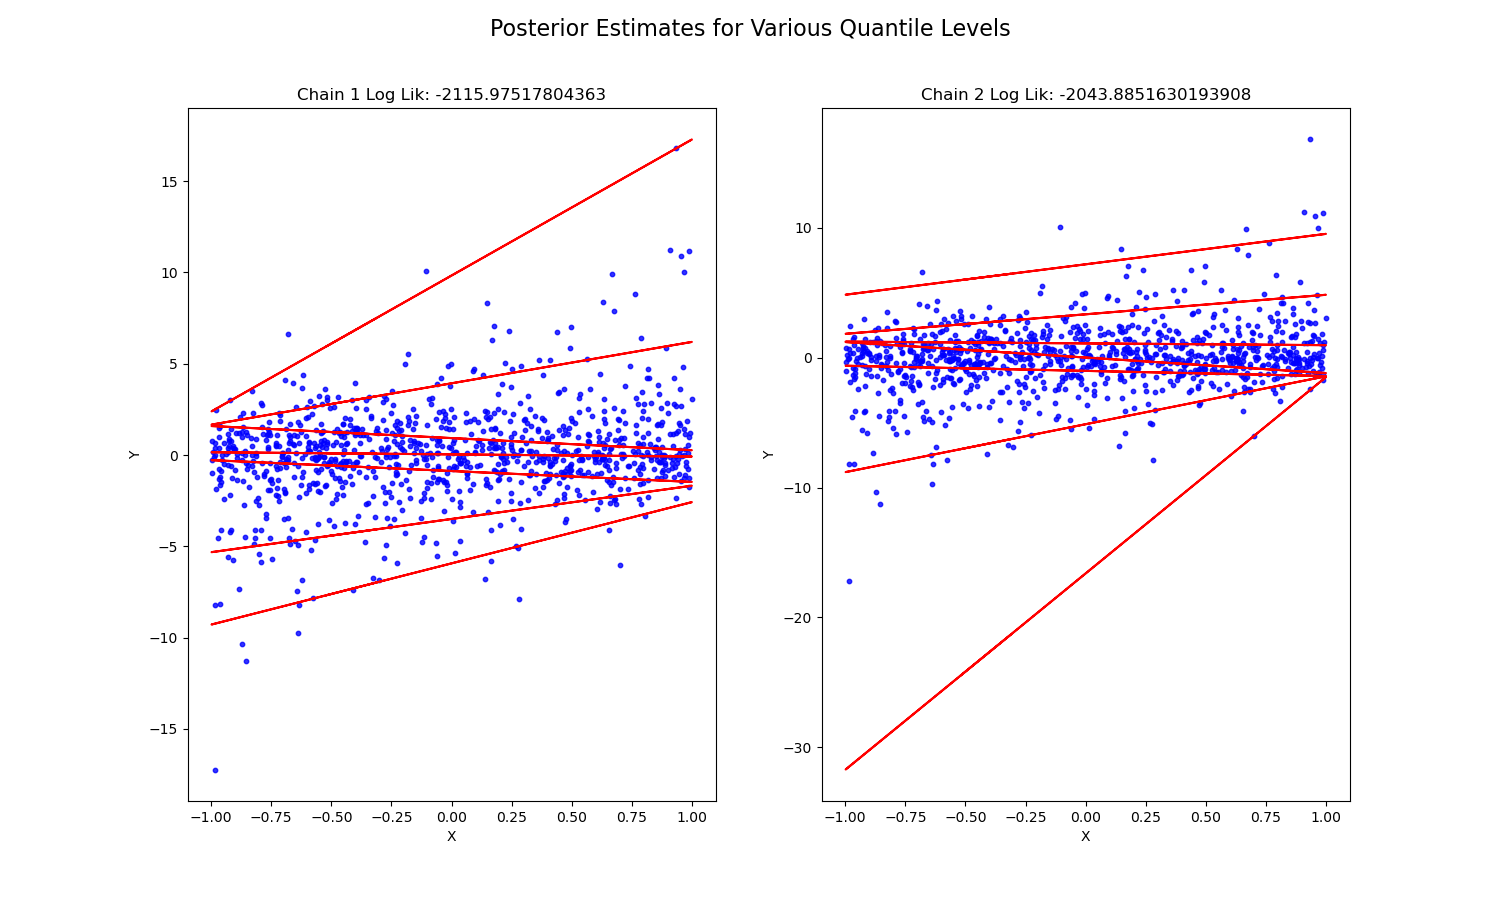 Posterior Estimates for Various Quantile Levels
Chain 1 Log Lik: -2115.97517804363
15
10
5
0
−5
−10
−15
Y
−1.00 −0.75 −0.50 −0.25 0.00 0.25 0.50 0.75 1.00
X
Chain 2 Log Lik: -2043.8851630193908
10
0
−10
−20
−30
Y
−1.00 −0.75 −0.50 −0.25 0.00 0.25 0.50 0.75 1.00
X